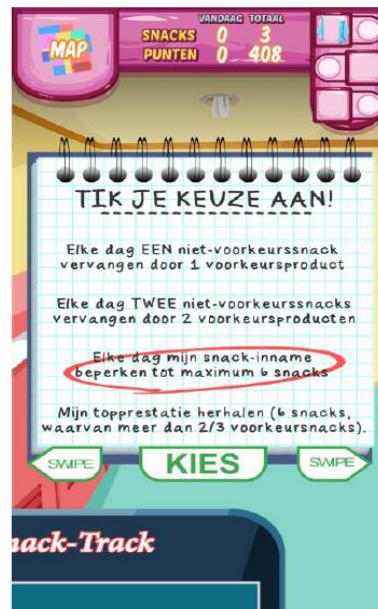 MAP
VANDAAG TOTAAL
SNACKS 0 3
PUNTEN 0 408
TIK JE KEUZE AAN!
Elke dag EEN niet-voorkeurssnack
vervangen door 1 voorkeursproduct
Elke dag TWEE niet-voorkeurssnacks
vervangen door 2 voorkeursproducten
Elke dag mijn snack-inname
beperken tot maximum 6 snacks
Mijn topprestatie herhalen (6 snacks,
waarvan meer dan 2/3 voorkeursnacks).
SWIPE KIES SWIPE
nack-Track